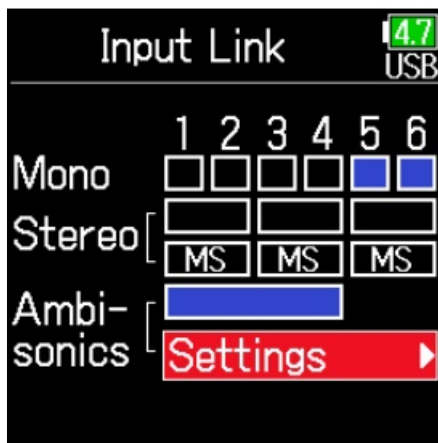 Input Link
4.7
USB
1 2 3 4 5 6
Mono
Stereo
MS MS MS
Ambi-
sonics
Settings